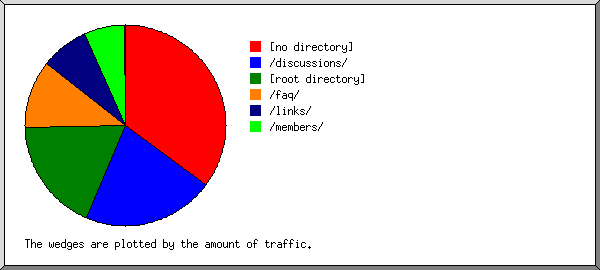 [no directory]
/discussions/
[root directory]
/faq/
/links/
/members/
The wedges are plotted by the amount of traffic.